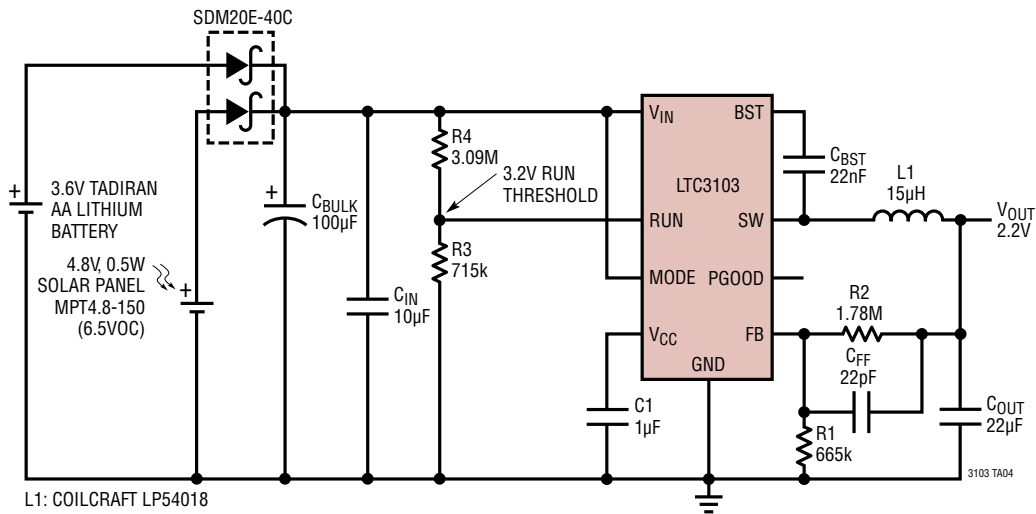 SDM20E-40C
+
3.6V TADIRAN
AA LITHIUM
BATTERY
4.8V, 0.5W
SOLAR PANEL
MPT4.8-150
(6.5VOC)
+
+
CBULK
100µF
CIN
10µF
R4
3.09M
3.2V RUN
THRESHOLD
R3
715k
C1
1µF
VIN
BST
LTC3103
RUN
SW
MODE
PGOOD
VCC
FB
GND
CBST
22nF
L1
15µH
VOUT
2.2V
R2
1.78M
CFF
22pF
R1
665k
COUT
22µF
3103 TA04
L1: COILCRAFT LP54018